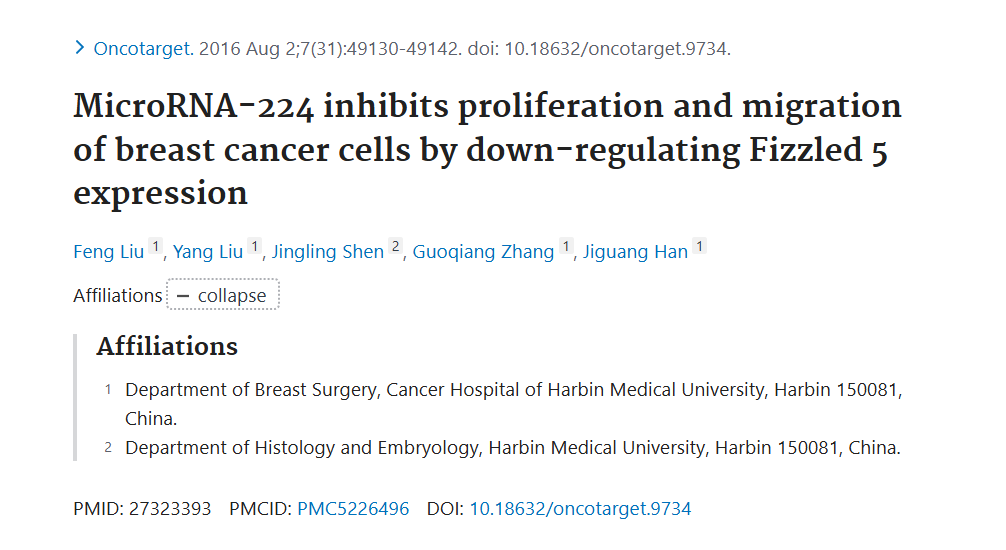 Oncotarget. 2016 Aug 2;7(31):49130-49142. doi: 10.18632/oncotarget.9734.
MicroRNA-224 inhibits proliferation and migration
of breast cancer cells by down-regulating Fizzled 5
expression
Feng Liu 1, Yang Liu 1, Jingling Shen 2, Guoqiang Zhang 1, Jiguang Han 1
Affiliations − collapse
Affiliations
1 Department of Breast Surgery, Cancer Hospital of Harbin Medical University, Harbin 150081,
China.
2 Department of Histology and Embryology, Harbin Medical University, Harbin 150081, China.
PMID: 27323393 PMCID: PMC5226496 DOI: 10.18632/oncotarget.9734